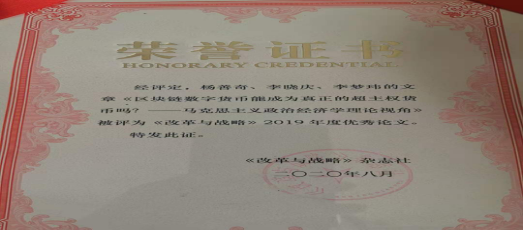 荣誉证书
HONORARY CREDENTIAL
经评定，杨善奇、李晓庆、李梦玮的文
章《区块链数字货币能成为真正的超主权货
币吗？——马克思主义政治经济学理论视角》
被评为《改革与战略》2019年度优秀论文。
特发此证。
《改革与战略》杂志社
二〇二〇年八月